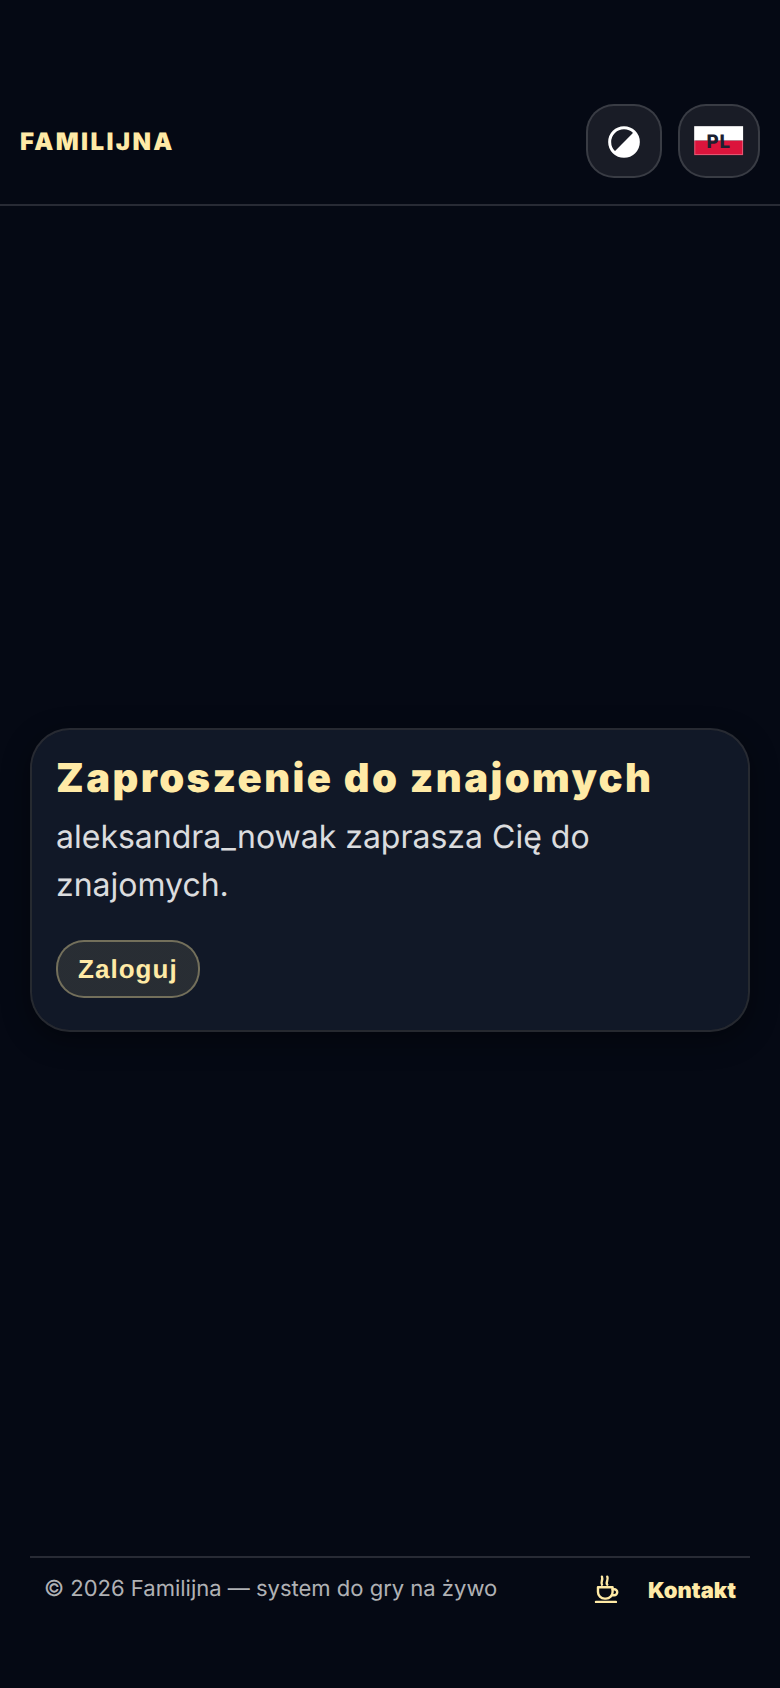 FAMILIJNA
PL
Zaproszenie do znajomych
aleksandra_nowak zaprasza Cię do
znajomych.
Zaloguj
© 2026 Familijna — system do gry na żywo
Kontakt